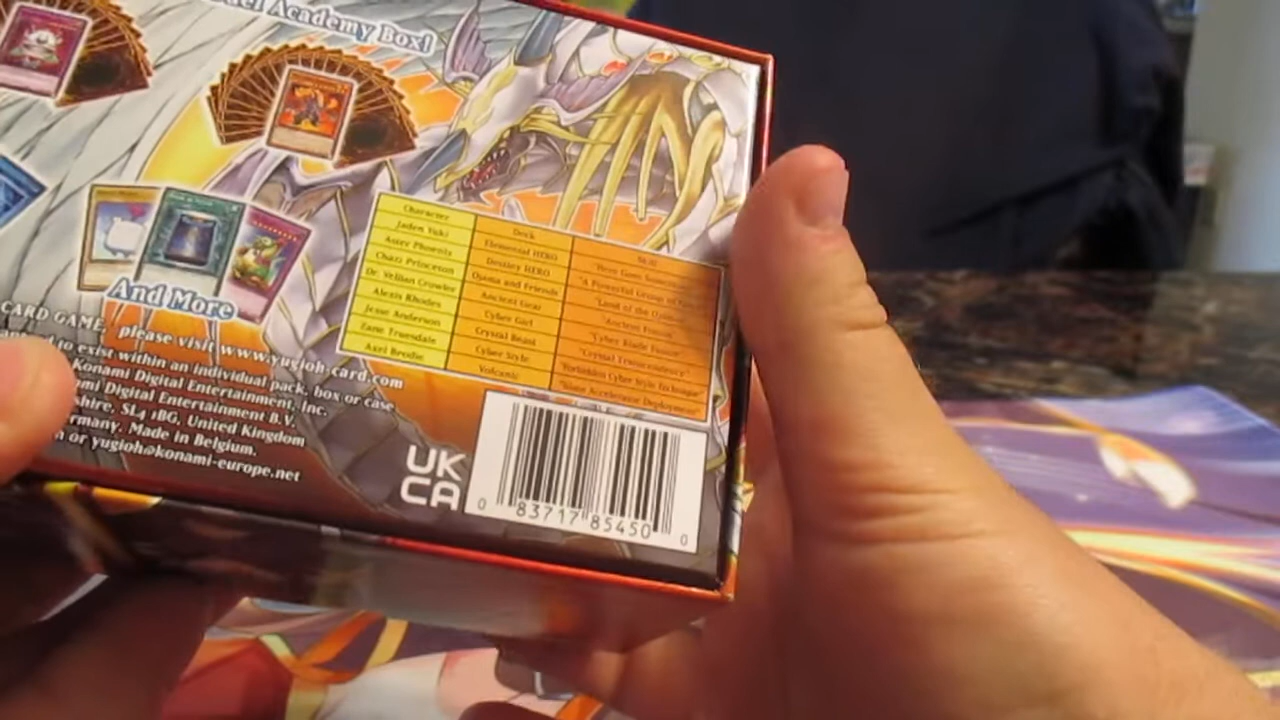 Academy Box!
And More
CARD GAME, please visit www.yugioh-card.com
to exist within an individual pack, box or case
Konami Digital Entertainment, Inc.
Digital Entertainment B.V.
shire, SL4 1BG, United Kingdom
rmany. Made in Belgium.
or yugioh@konami-europe.net
Character Deck Skill
Jaden Yuki Elemental HERO
Aster Phoenix Destiny HERO "A Powerful Group of
Chazz Princeton Ojama and Friends "Land of the Ojamas"
Dr. Vellian Crowler Ancient Gear "Ancient Fusion"
Alexis Rhodes Cyber Girl "Cyber Blade Fusion"
Jesse Anderson Crystal Beast "Crystal Transcendence"
Zane Truesdale Cyber Style "Forbidden Cyber Style Technique"
Axel Brodie Volcanic Accelerator Deployment"
UK
CA
0 83717 85450 0